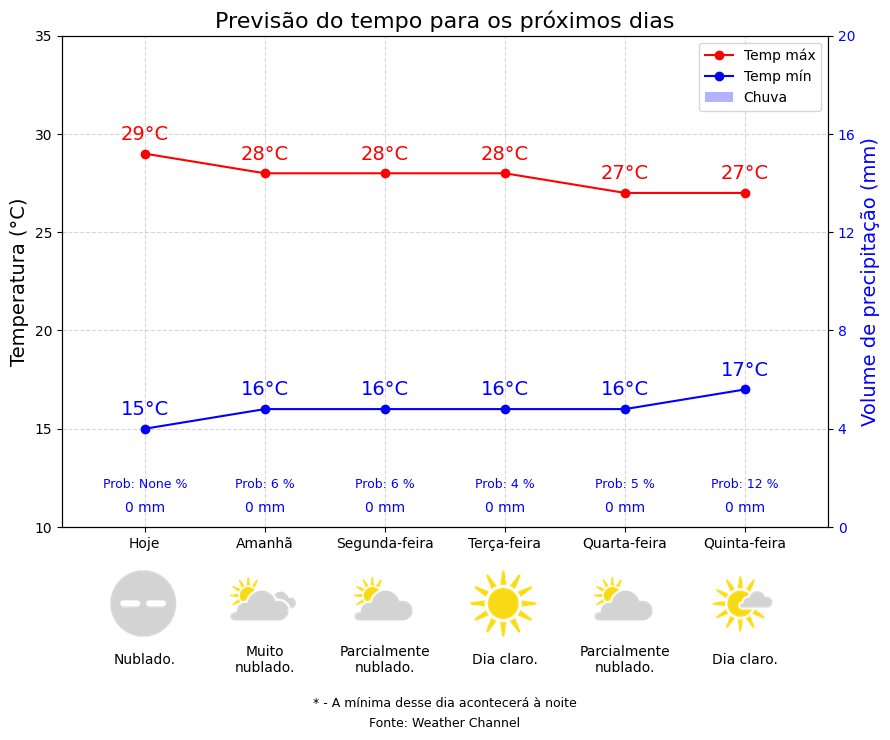 Previsão do tempo para os próximos dias
35
30
25
20
15
10
Temperatura (°C)
20
16
12
8
4
0
Volume de precipitação (mm)
Temp máx
Temp mín
Chuva
29°C
28°C
28°C
28°C
27°C
27°C
15°C
16°C
16°C
16°C
16°C
17°C
Prob: None %
Prob: 6 %
Prob: 6 %
Prob: 4 %
Prob: 5 %
Prob: 12 %
0 mm
0 mm
0 mm
0 mm
0 mm
0 mm
Hoje
Amanhã
Segunda-feira
Terça-feira
Quarta-feira
Quinta-feira
Nublado.
Muito
nublado.
Parcialmente
nublado.
Dia claro.
Parcialmente
nublado.
Dia claro.
* - A mínima desse dia acontecerá à noite
Fonte: Weather Channel